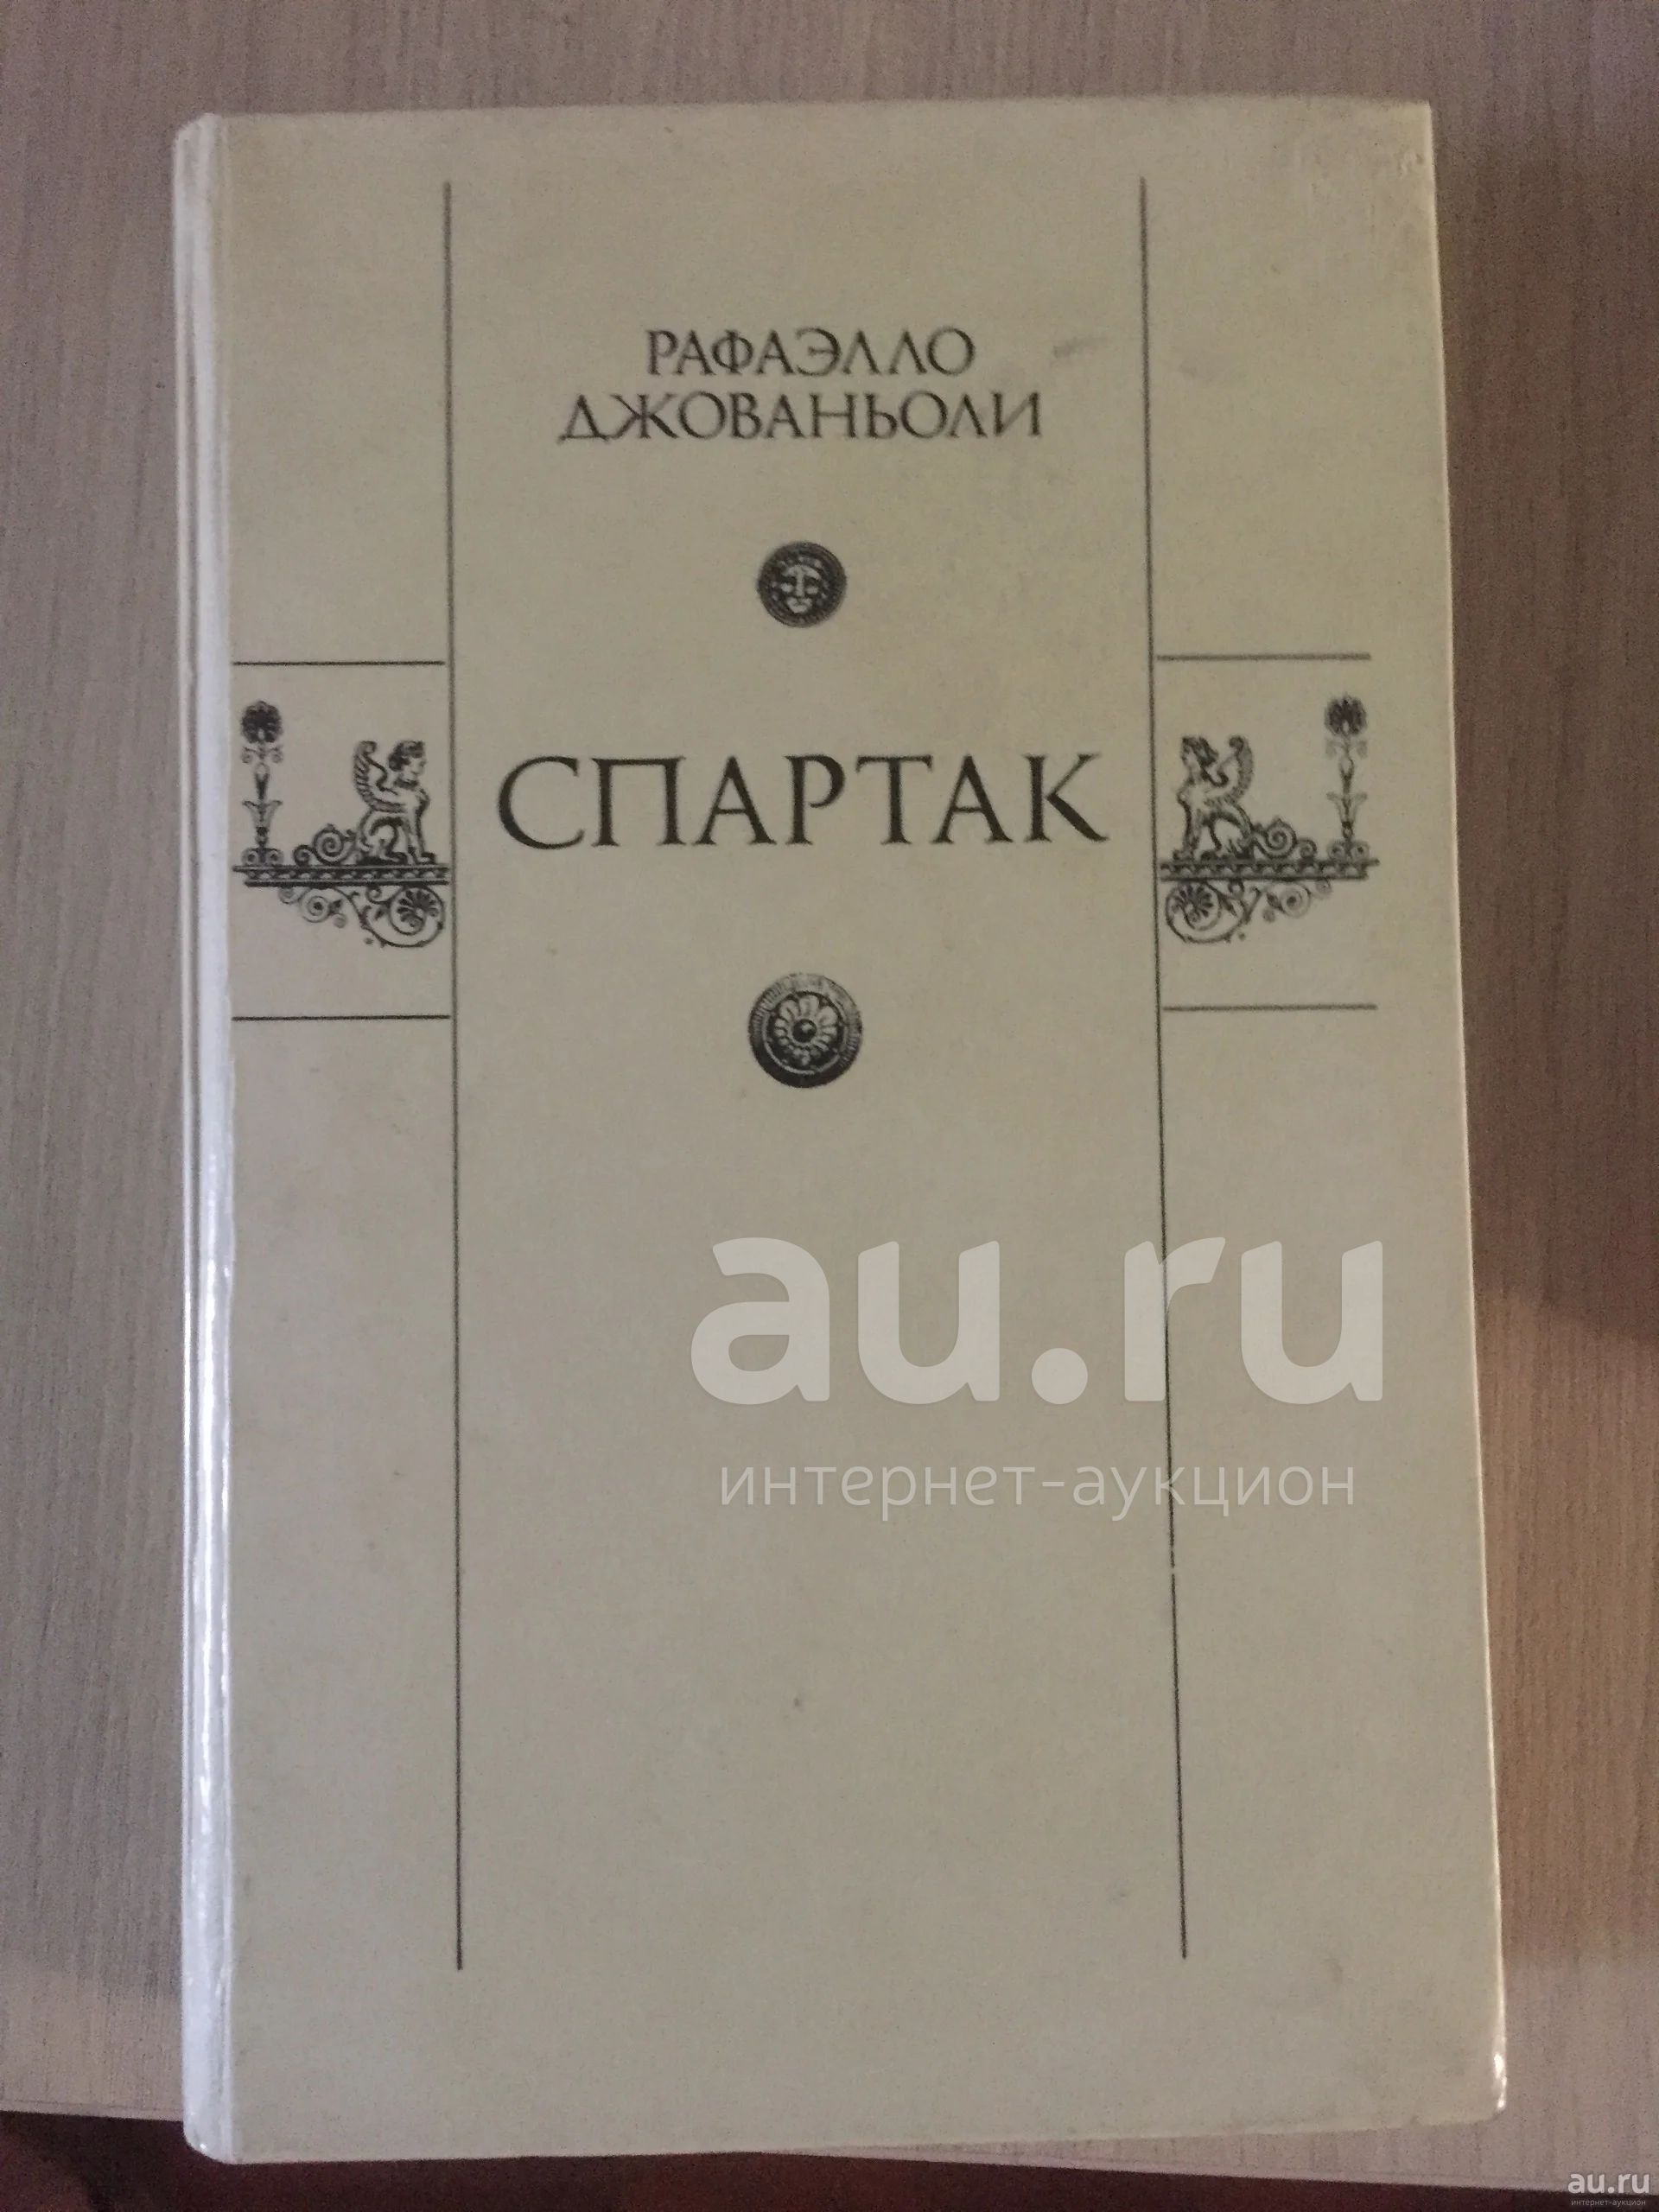 РАФАЭЛЛО
ДЖОВАНЬОЛИ
СПАРТАК
au.ru
интернет-аукцион
au.ru
интернет-аукцион